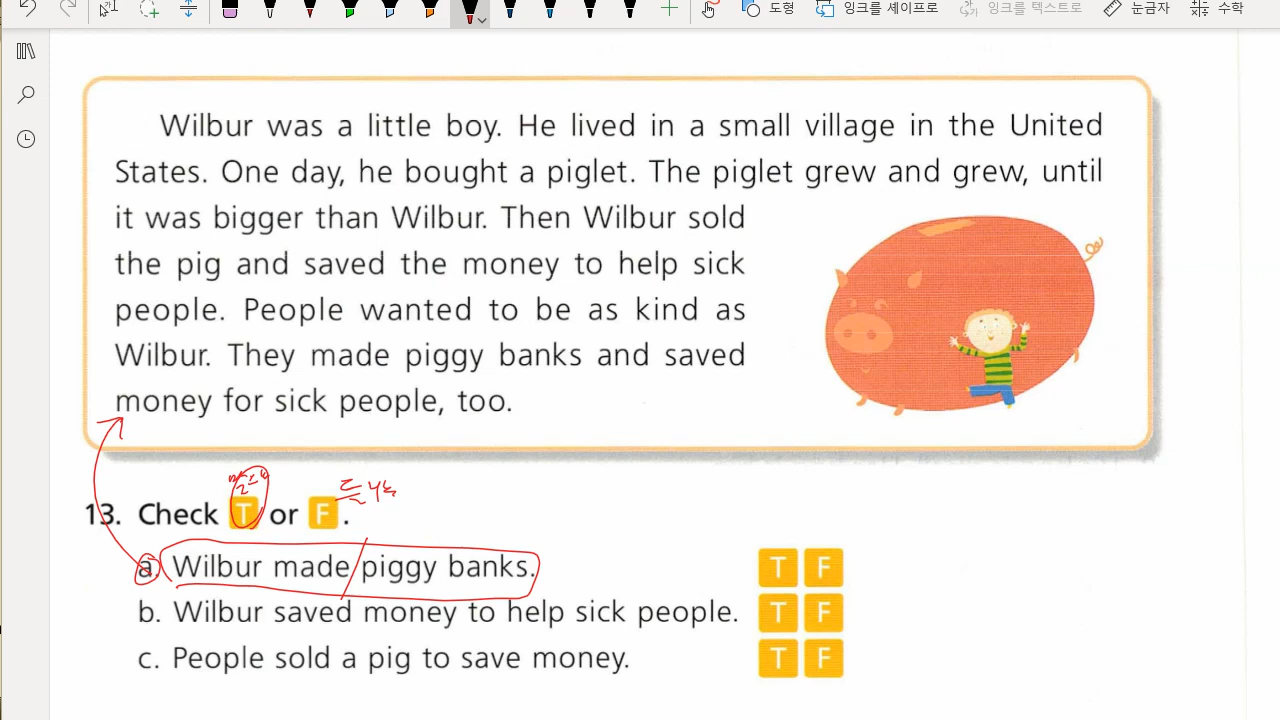 도형 잉크를 셰이프로 잉크를 텍스트로 눈금자 수학
Wilbur was a little boy. He lived in a small village in the United
States. One day, he bought a piglet. The piglet grew and grew, until
it was bigger than Wilbur. Then Wilbur sold
the pig and saved the money to help sick
people. People wanted to be as kind as
Wilbur. They made piggy banks and saved
money for sick people, too.
13. Check T or F.
a. Wilbur made piggy banks. T F
b. Wilbur saved money to help sick people. T F
c. People sold a pig to save money. T F